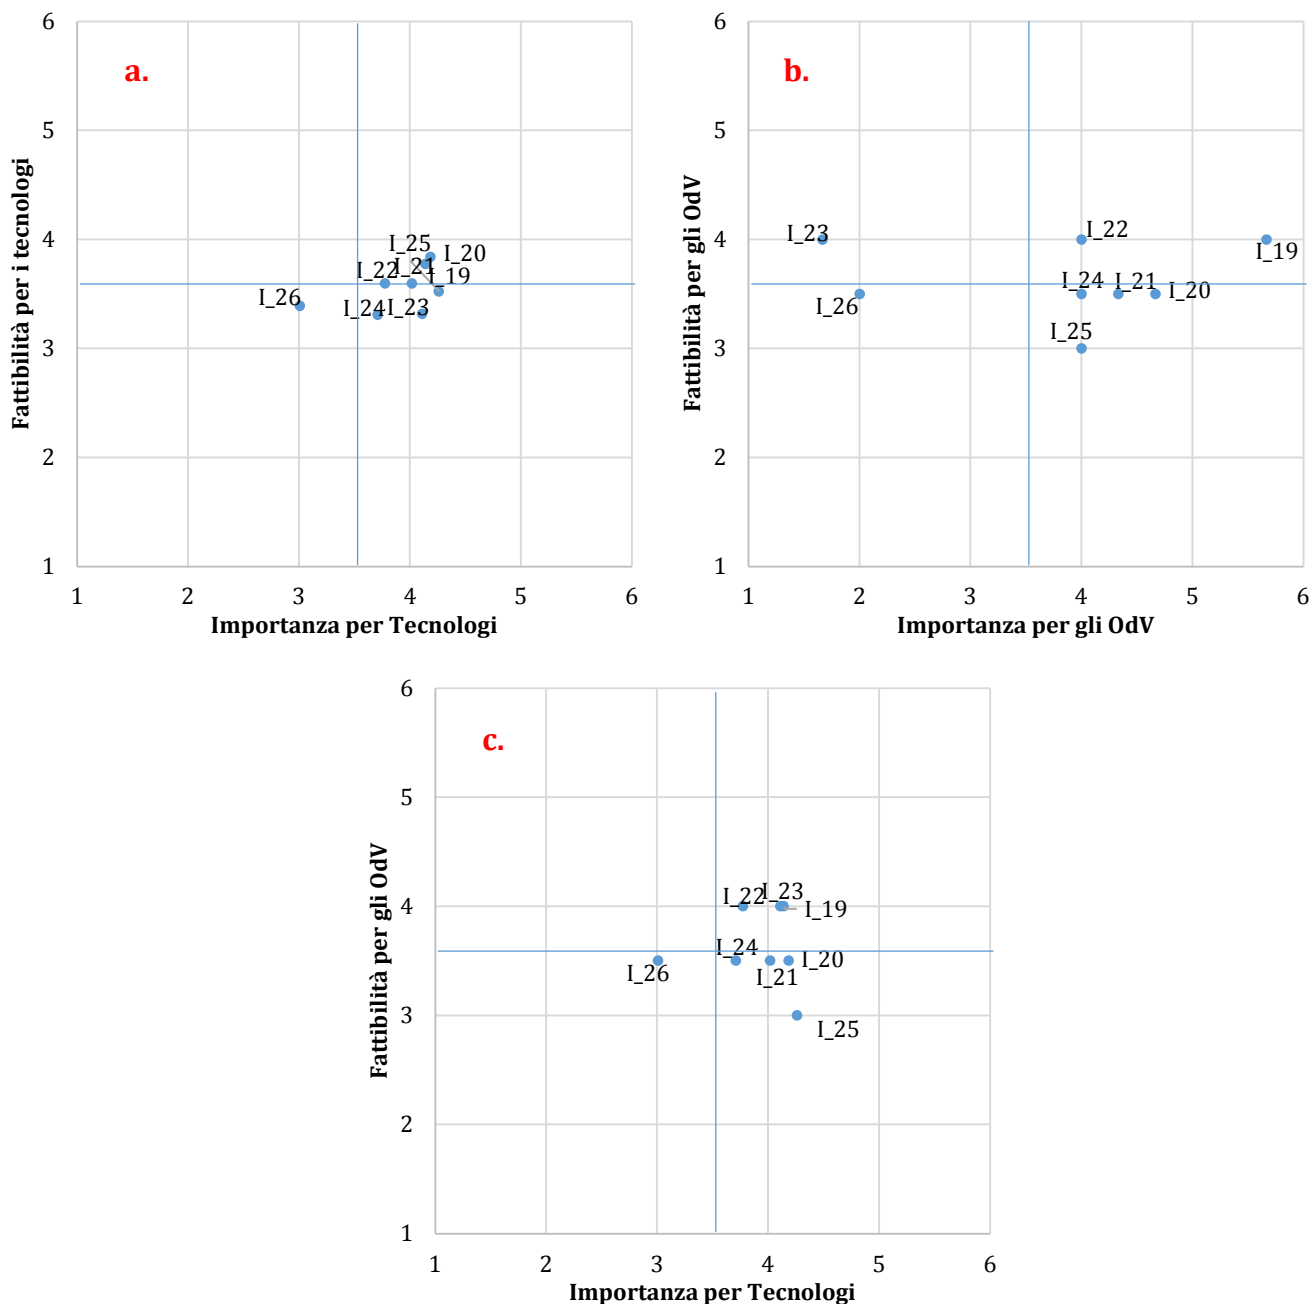 a.
6
5
4
3
2
1
Fattibilità per i tecnologi
I_25
I_20
I_22
I_21
I_19
I_26
I_24
I_23
1 2 3 4 5 6
Importanza per Tecnologi
b.
6
5
4
3
2
1
Fattibilità per gli OdV
I_23
I_22
I_19
I_24
I_21
I_20
I_26
I_25
1 2 3 4 5 6
Importanza per gli OdV
c.
6
5
4
3
2
1
Fattibilità per gli OdV
I_22
I_23
I_19
I_24
I_20
I_26
I_21
I_25
1 2 3 4 5 6
Importanza per Tecnologi